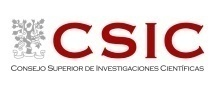 CSIC
CONSEJO SUPERIOR DE INVESTIGACIONES CIENTÍFICAS